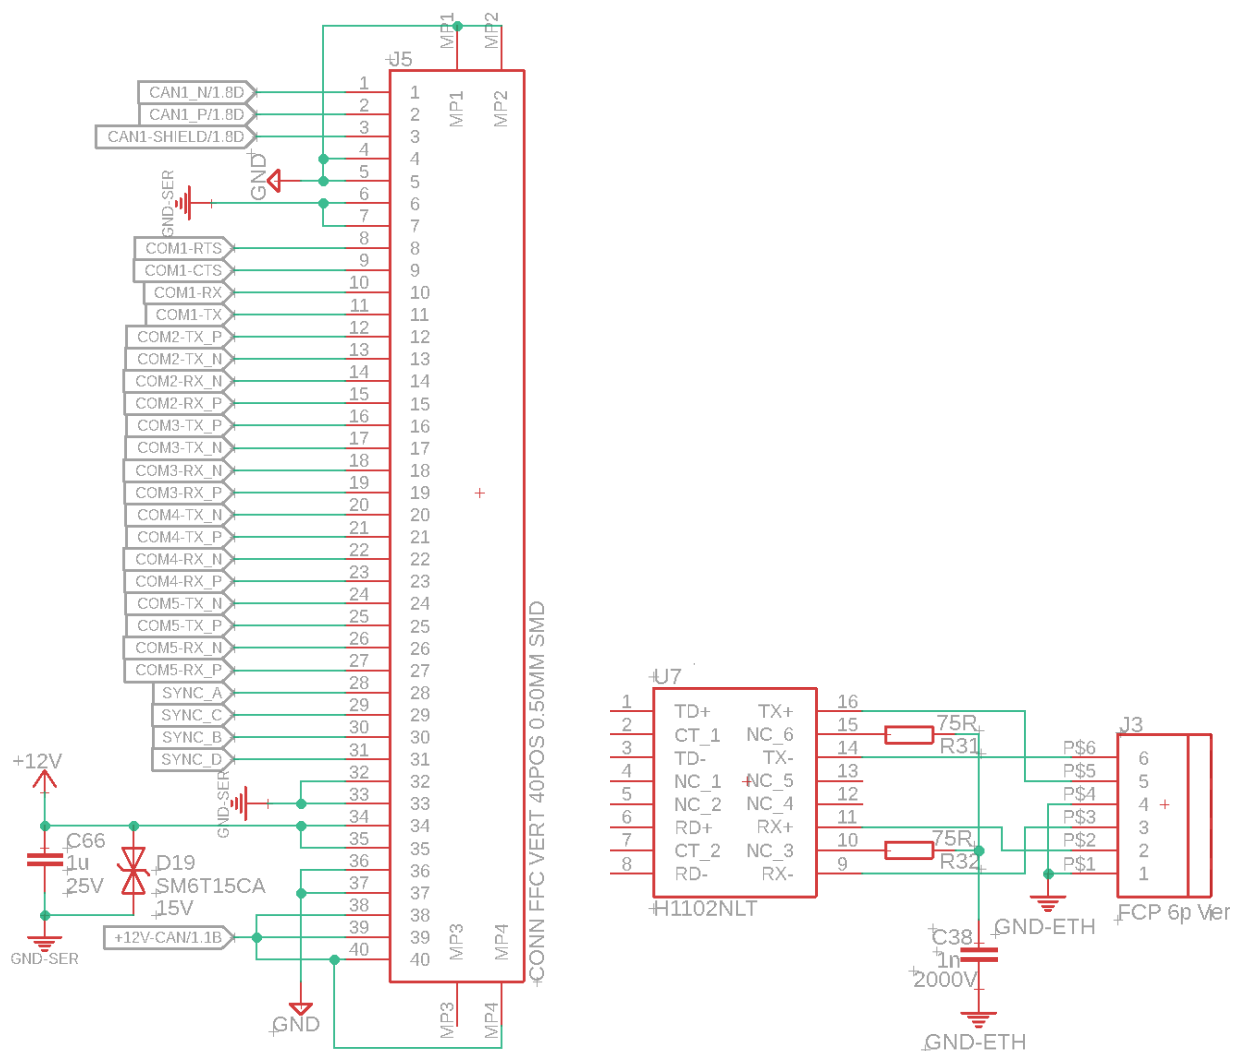 MP1
MP2
J5
MP1
MP2
CAN1_N/1.8D 1 1
CAN1_P/1.8D 2 2
CAN1-SHIELD/1.8D 3 3
4 4
GND 5 5
GND-SER 6 6
7 7
COM1-RTS 8 8
COM1-CTS 9 9
COM1-RX 10 10
COM1-TX 11 11
COM2-TX_P 12 12
COM2-TX_N 13 13
COM2-RX_N 14 14
COM2-RX_P 15 15
COM3-TX_P 16 16
COM3-TX_N 17 17
COM3-RX_N 18 18
COM3-RX_P 19 19
COM4-TX_N 20 20
COM4-TX_P 21 21
COM4-RX_N 22 22
COM4-RX_P 23 23
COM5-TX_N 24 24
COM5-TX_P 25 25
COM5-RX_N 26 26
COM5-RX_P 27 27
SYNC_A 28 28
SYNC_C 29 29
SYNC_B 30 30
SYNC_D 31 31
32 32
GND-SER 33 33
34 34
35 35
36 36
37 37
38 38
+12V-CAN/1.1B 39 39
40 40
MP3
MP4
MP3
MP4
CONN FFC VERT 40POS 0.50MM SMD
GND
+12V
C66
1u
25V
D19
SM6T15CA
15V
GND-SER
U7
1 TD+ TX+ 16
2 CT_1 NC_6 15
3 TD- TX- 14
4 NC_1 NC_5 13
5 NC_2 NC_4 12
6 RD+ RX+ 11
7 CT_2 NC_3 10
8 RD- RX- 9
H1102NLT
75R
R31
75R
R32
J3
P$6 6
P$5 5
P$4 4
P$3 3
P$2 2
P$1 1
FCP 6p Ver
GND-ETH
C38
1n
2000V
GND-ETH